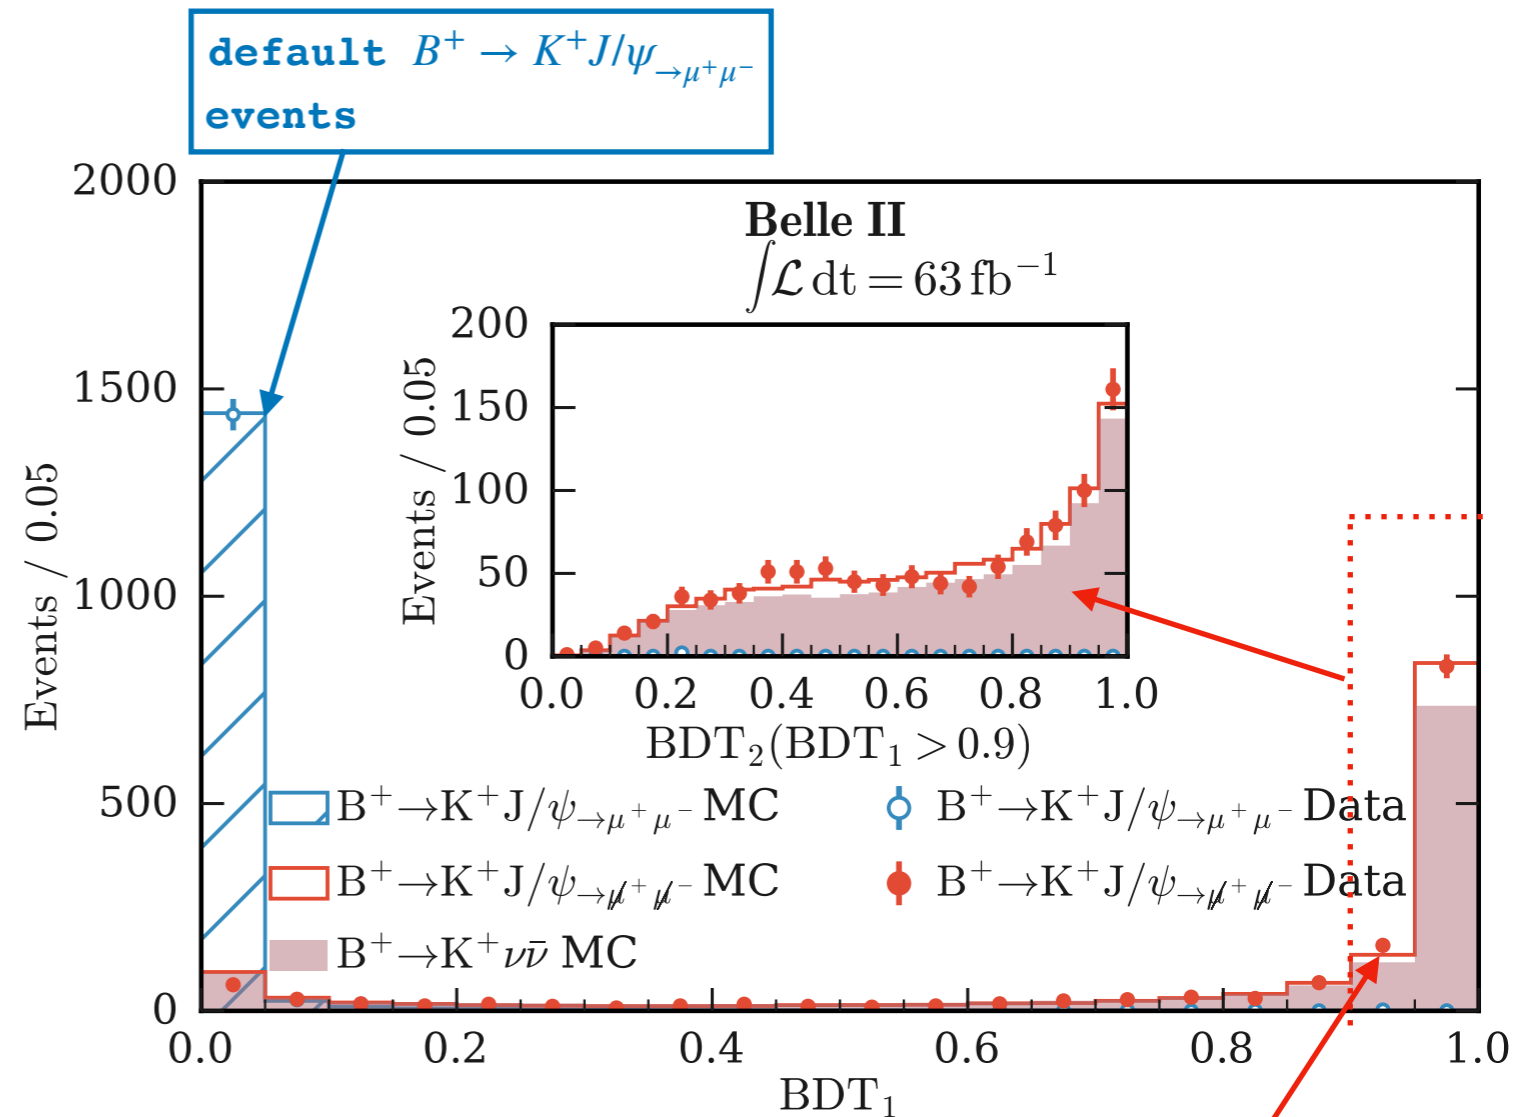 default B⁺ → K⁺J/ψ→μ⁺μ⁻
events
Belle II
∫ℒ dt = 63 fb⁻¹
Events / 0.05
2000
1500
1000
500
0
Events / 0.05
200
150
100
50
0
0.0 0.2 0.4 0.6 0.8 1.0
BDT₂(BDT₁ > 0.9)
B⁺→K⁺J/ψ→μ⁺μ⁻ MC
B⁺→K⁺J/ψ→μ̸⁺μ̸⁻ MC
B⁺→K⁺νν̄ MC
B⁺→K⁺J/ψ→μ⁺μ⁻ Data
B⁺→K⁺J/ψ→μ̸⁺μ̸⁻ Data
0.0 0.2 0.4 0.6 0.8 1.0
BDT₁